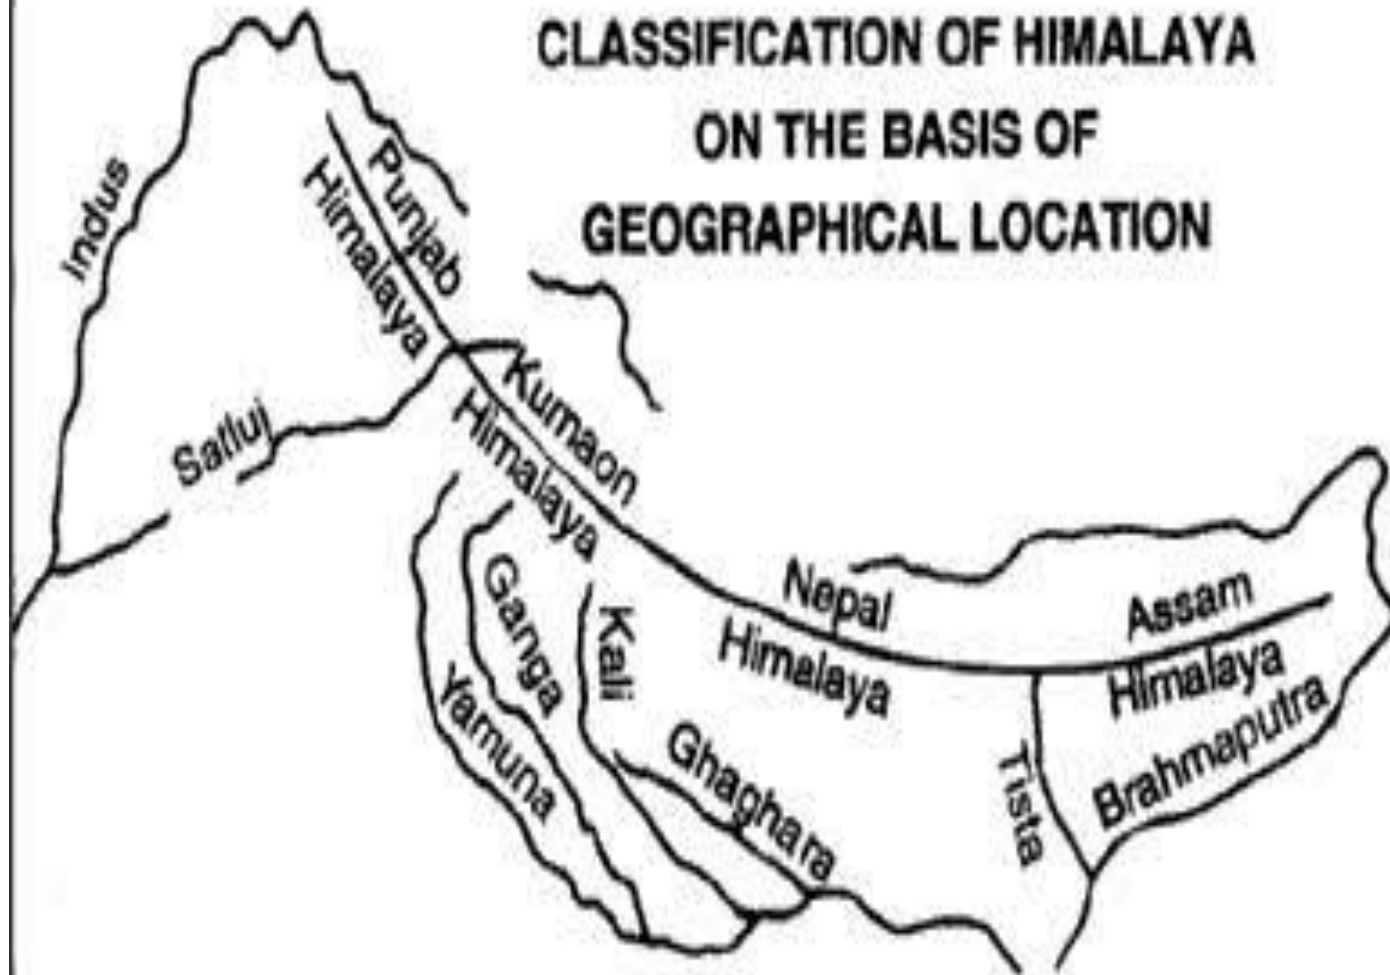 CLASSIFICATION OF HIMALAYA
ON THE BASIS OF
GEOGRAPHICAL LOCATION
Indus
Punjab
Himalaya
Satluj
Kumaon
Himalaya
Nepal
Himalaya
Assam
Himalaya
Ganga
Kali
Yamuna
Ghaghara
Tista
Brahmaputra